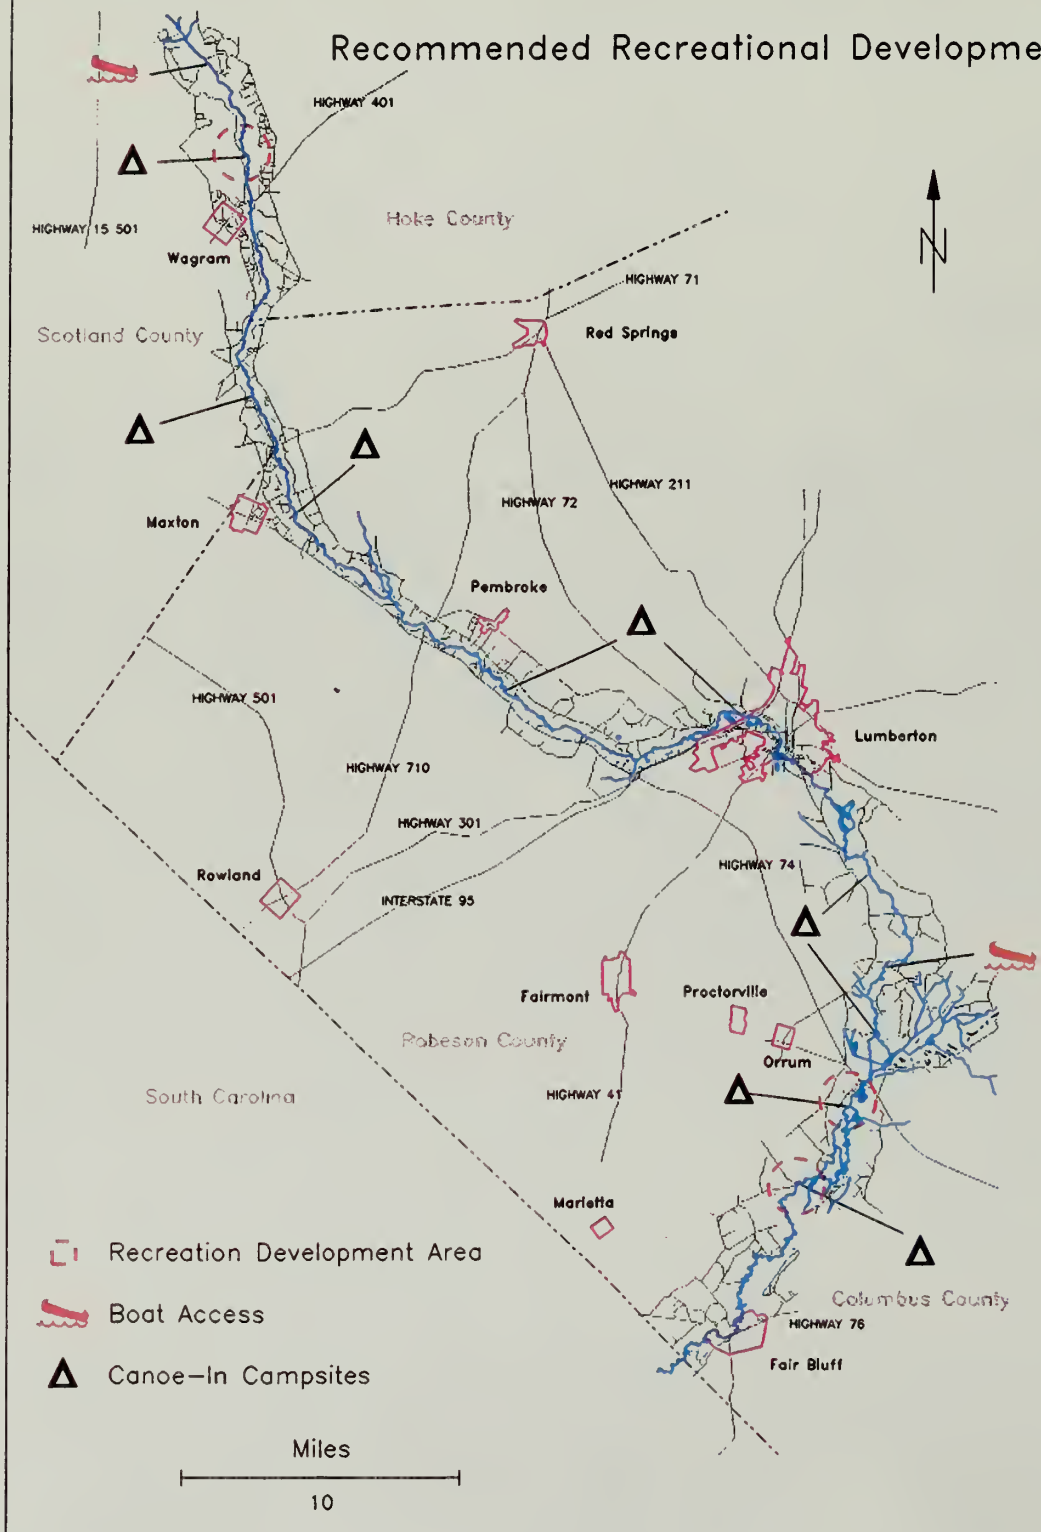 Recommended Recreational Developme
HIGHWAY 401
HIGHWAY 15 501
Hoke County
N
Wagram
HIGHWAY 71
Scotland County
Red Springs
HIGHWAY 211
HIGHWAY 72
Maxton
Pembroke
HIGHWAY 501
Lumberton
HIGHWAY 710
HIGHWAY 301
HIGHWAY 74
Rowland
INTERSTATE 95
Fairmont
Proctorville
Robeson County
Orrum
South Carolina
HIGHWAY 41
Marietta
Recreation Development Area
Columbus County
Boat Access
HIGHWAY 76
Fair Bluff
Canoe-In Campsites
Miles
10